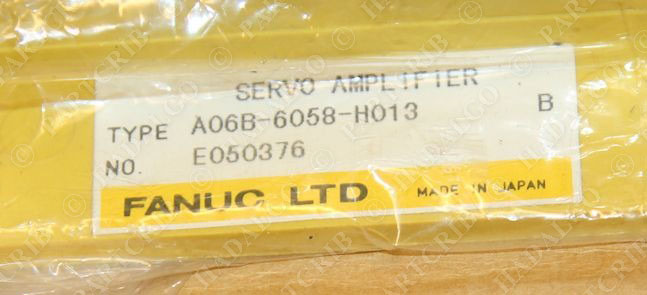 SERVO AMPLIFIER
TYPE A06B-6058-H013 B
NO. E050376
FANUC LTD MADE IN JAPAN